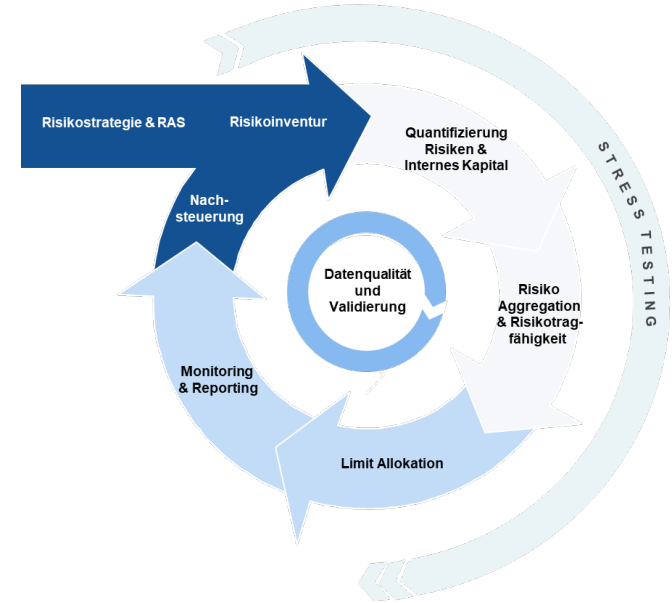 Risikostrategie & RAS
Risikoinventur
Quantifizierung
Risiken &
Internes Kapital
STRESS TESTING
Nach-
steuerung
Datenqualität
und
Validierung
Risiko
Aggregation
& Risikotrag-
fähigkeit
Monitoring
& Reporting
Limit Allokation